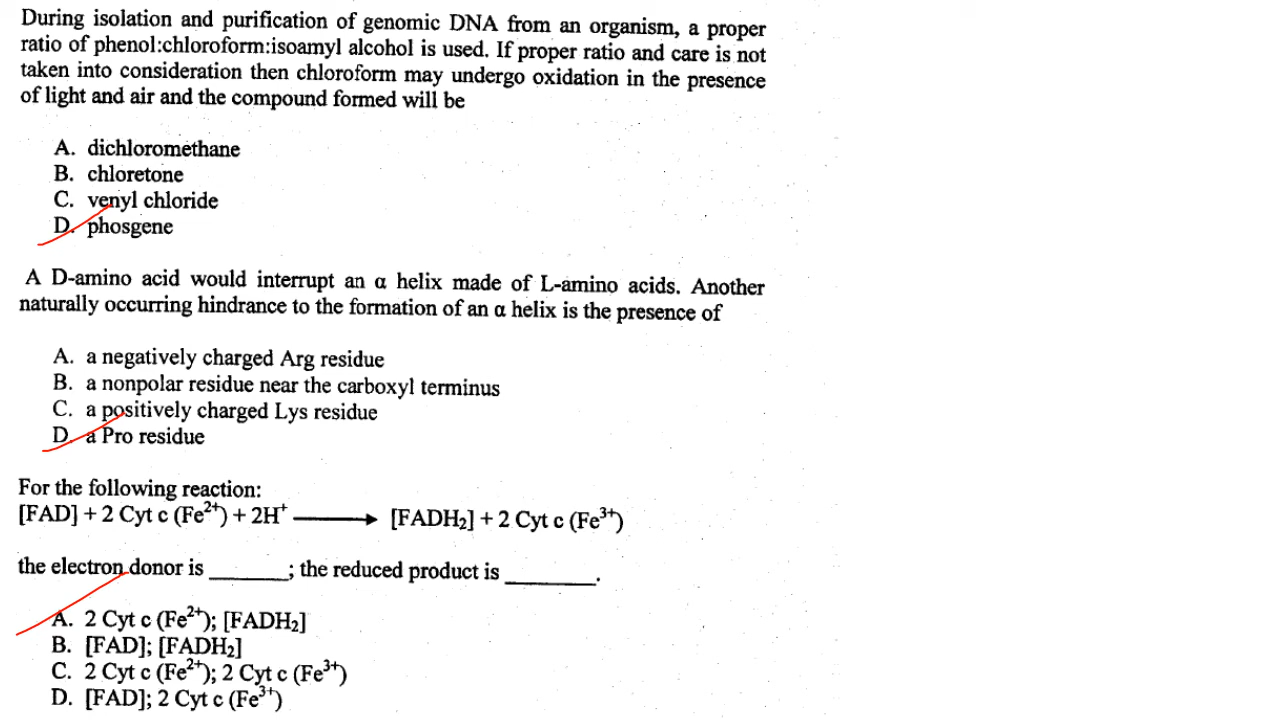 During isolation and purification of genomic DNA from an organism, a proper
ratio of phenol:chloroform:isoamyl alcohol is used. If proper ratio and care is not
taken into consideration then chloroform may undergo oxidation in the presence
of light and air and the compound formed will be
A. dichloromethane
B. chloretone
C. venyl chloride
D. phosgene
A D-amino acid would interrupt an α helix made of L-amino acids. Another
naturally occurring hindrance to the formation of an α helix is the presence of
A. a negatively charged Arg residue
B. a nonpolar residue near the carboxyl terminus
C. a positively charged Lys residue
D. a Pro residue
For the following reaction:
[FAD] + 2 Cyt c (Fe²⁺) + 2H⁺ ⟶ [FADH₂] + 2 Cyt c (Fe³⁺)
the electron donor is _______; the reduced product is ________.
A. 2 Cyt c (Fe²⁺); [FADH₂]
B. [FAD]; [FADH₂]
C. 2 Cyt c (Fe²⁺); 2 Cyt c (Fe³⁺)
D. [FAD]; 2 Cyt c (Fe³⁺)